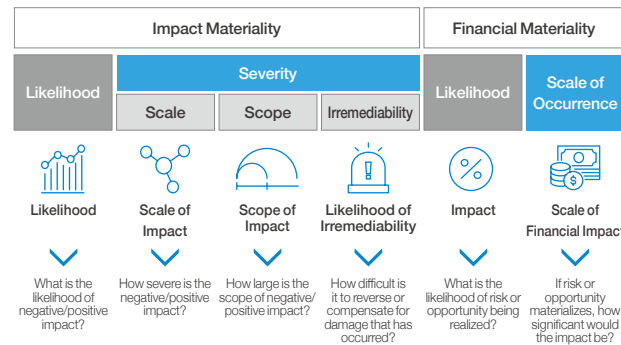 Impact Materiality
Financial Materiality
Likelihood
Severity
Scale
Scope
Irremediability
Likelihood
Scale of
Occurrence
Likelihood
Scale of
Impact
Scope of
Impact
Likelihood of
Irremediability
Impact
Scale of
Financial Impact
What is the
likelihood of
negative/positive
impact?
How severe is the
negative/positive
impact?
How large is the
scope of negative/
positive impact?
How difficult is
it to reverse or
compensate for
damage that has
occurred?
What is the
likelihood of risk or
opportunity being
realized?
If risk or
opportunity
materializes, how
significant would
the impact be?